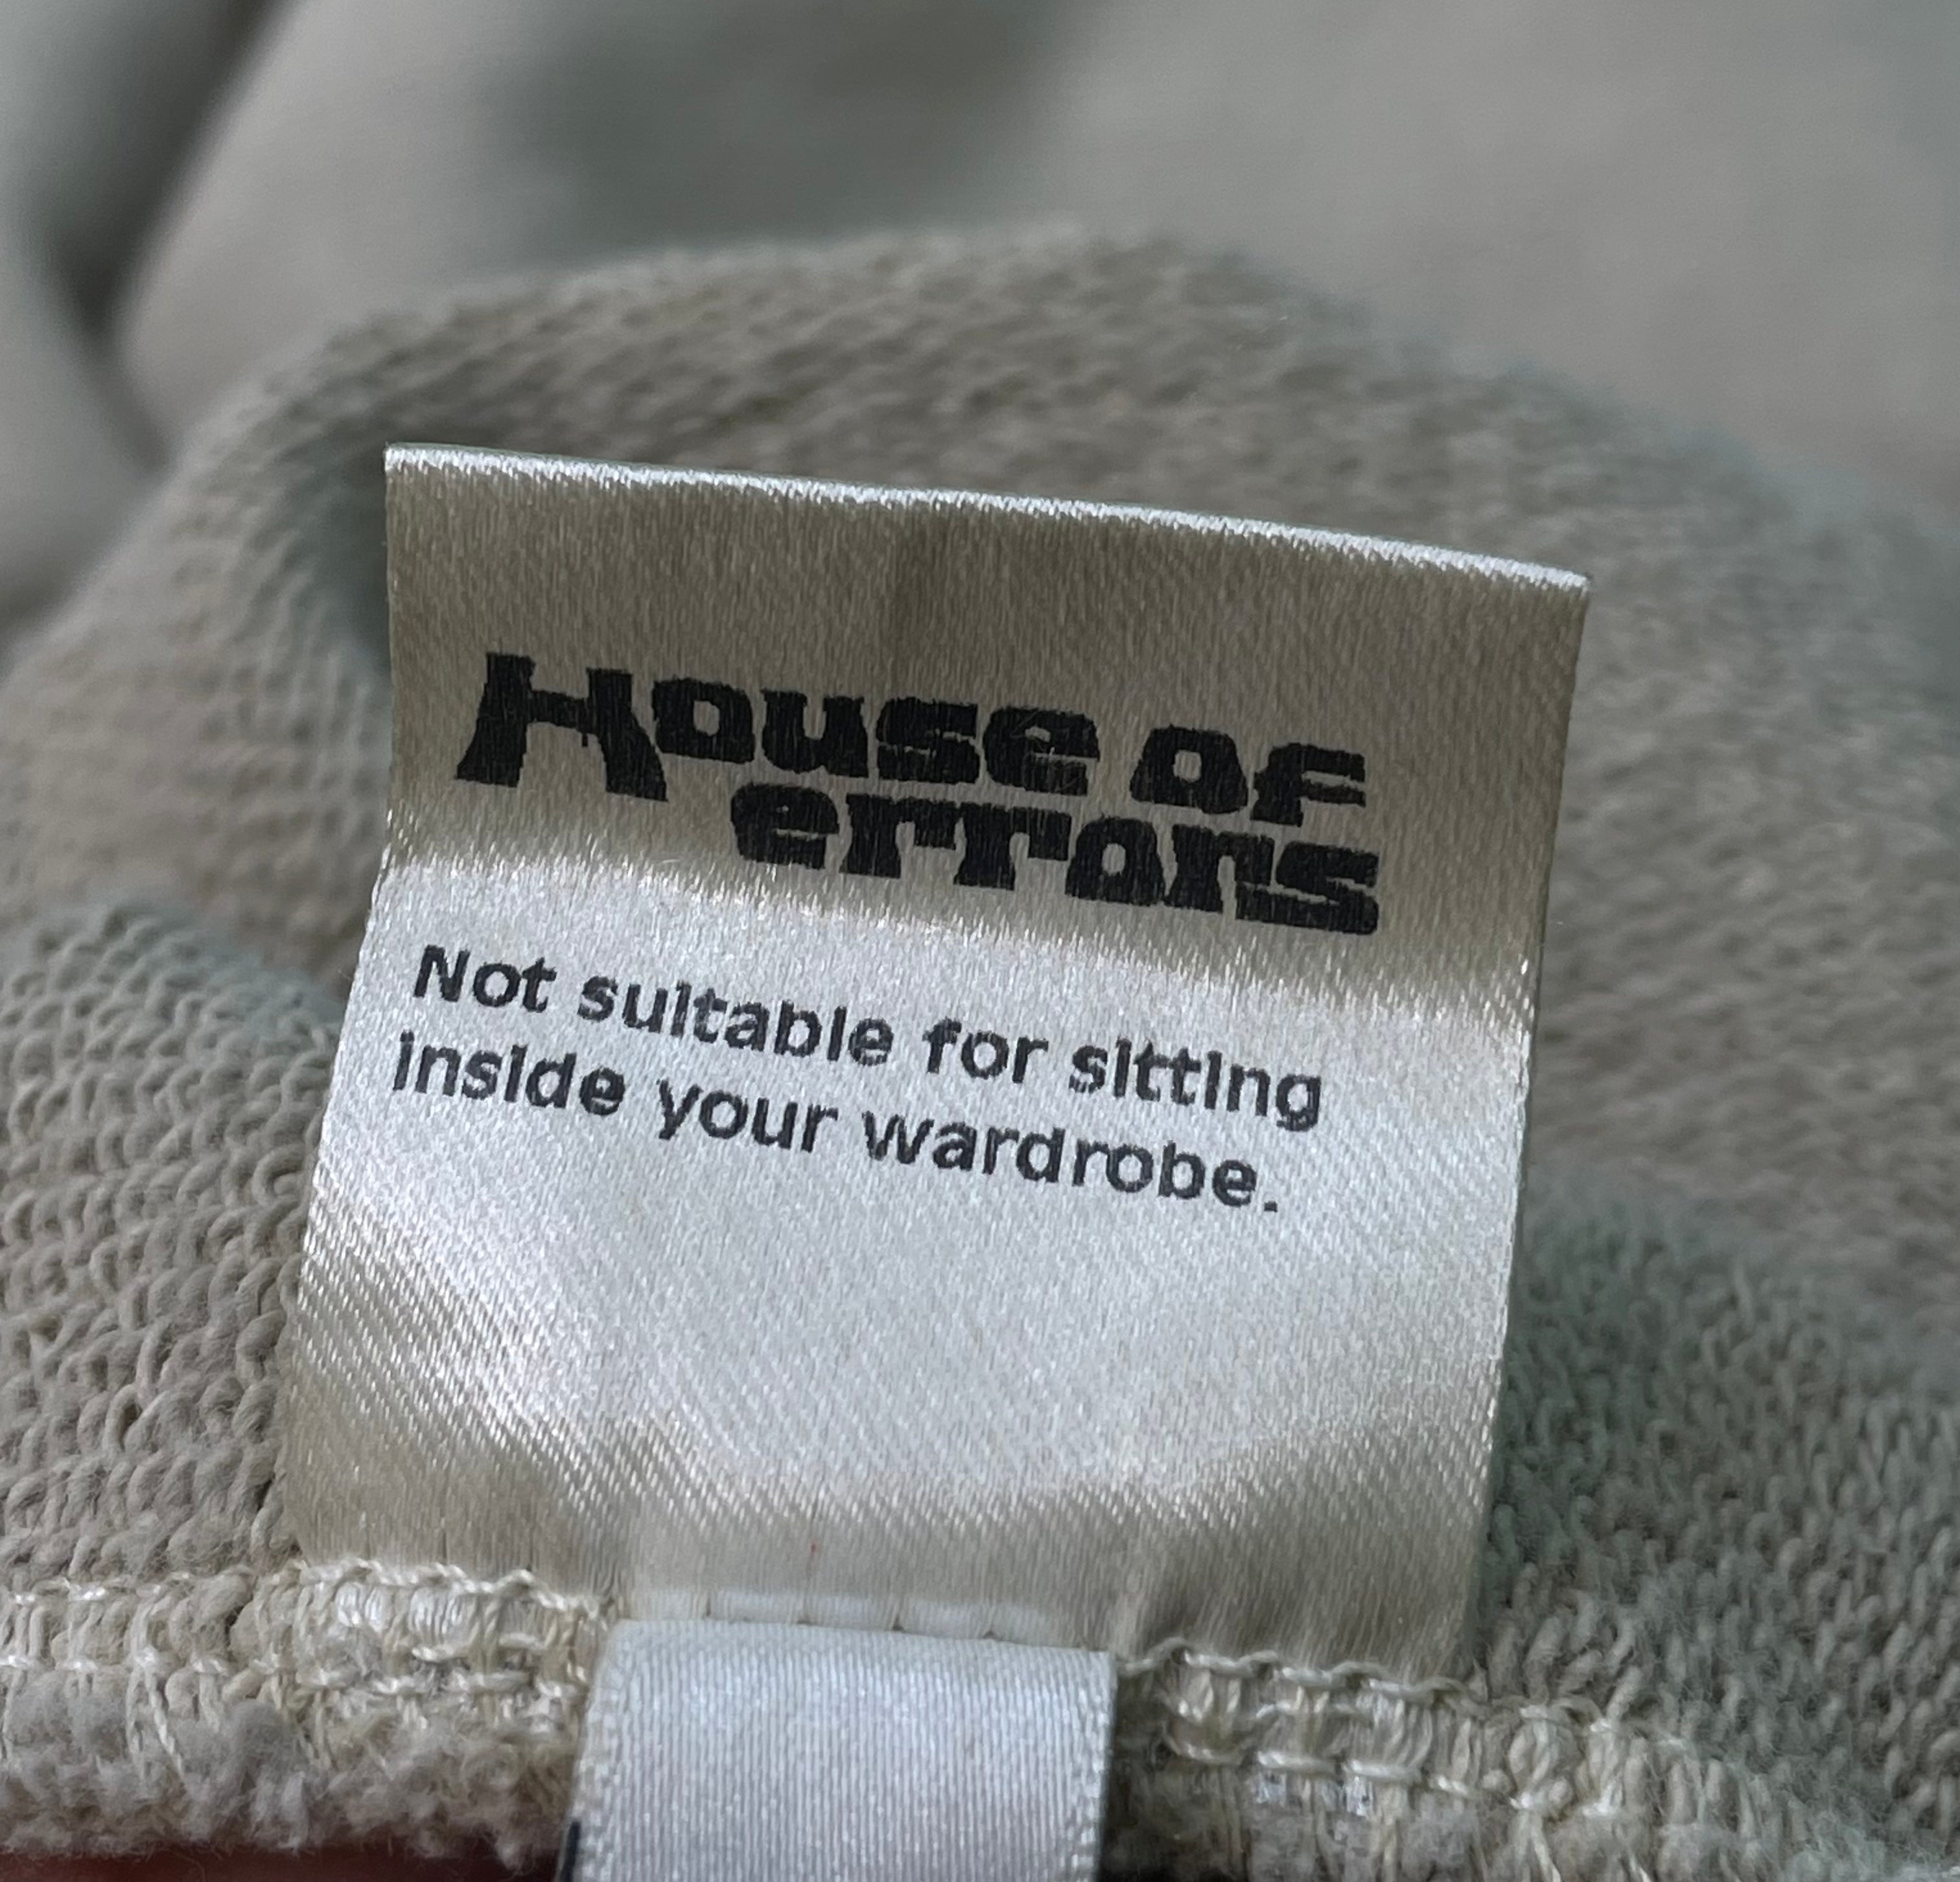 House of
errors
Not suitable for sitting
inside your wardrobe.